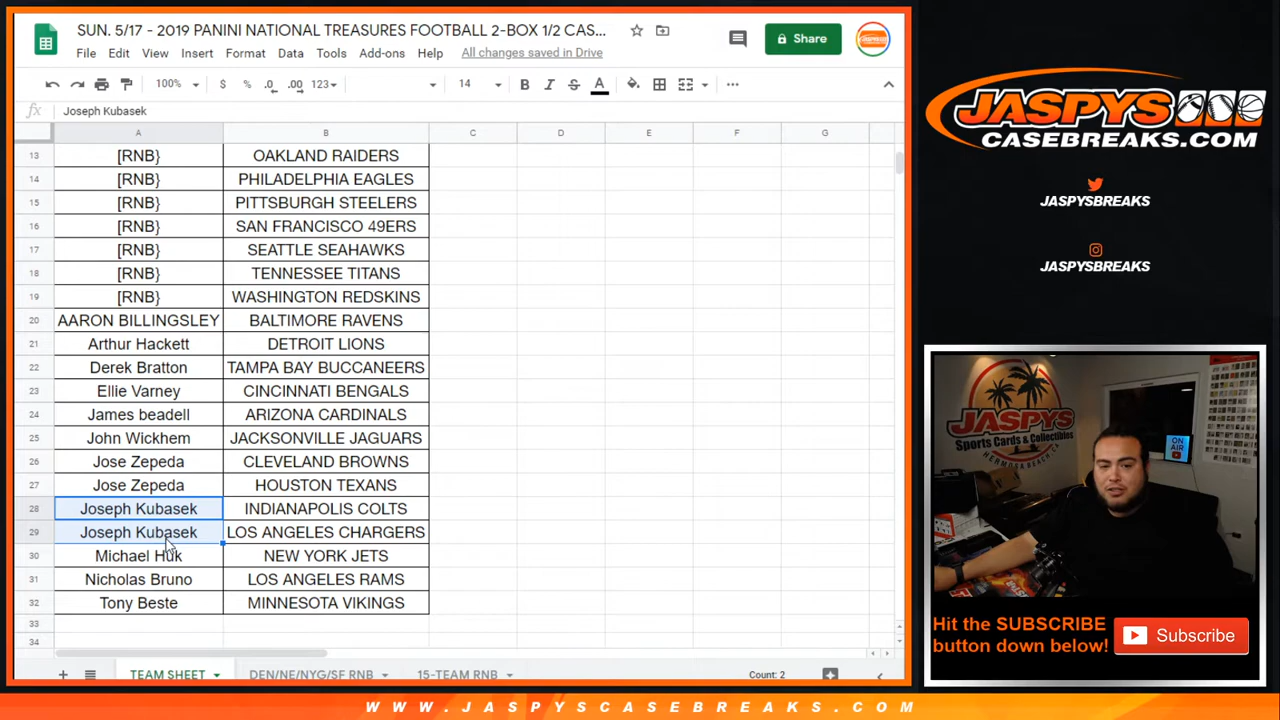 SUN. 5/17 - 2019 PANINI NATIONAL TREASURES FOOTBALL 2-BOX 1/2 CAS...
File Edit View Insert Format Data Tools Add-ons Help All changes saved in Drive
Share
100% $ % .0 .00 123 14 B I S A
fx Joseph Kubasek
A B C D E F G
13 [RNB} OAKLAND RAIDERS
14 [RNB} PHILADELPHIA EAGLES
15 [RNB} PITTSBURGH STEELERS
16 [RNB} SAN FRANCISCO 49ERS
17 [RNB} SEATTLE SEAHAWKS
18 [RNB} TENNESSEE TITANS
19 [RNB} WASHINGTON REDSKINS
20 AARON BILLINGSLEY BALTIMORE RAVENS
21 Arthur Hackett DETROIT LIONS
22 Derek Bratton TAMPA BAY BUCCANEERS
23 Ellie Varney CINCINNATI BENGALS
24 James beadell ARIZONA CARDINALS
25 John Wickhem JACKSONVILLE JAGUARS
26 Jose Zepeda CLEVELAND BROWNS
27 Jose Zepeda HOUSTON TEXANS
28 Joseph Kubasek INDIANAPOLIS COLTS
29 Joseph Kubasek LOS ANGELES CHARGERS
30 Michael Huk NEW YORK JETS
31 Nicholas Bruno LOS ANGELES RAMS
32 Tony Beste MINNESOTA VIKINGS
33
34
TEAM SHEET DEN/NE/NYG/SF RNB 15-TEAM RNB Count: 2
JASPYS
CASEBREAKS.COM
JASPYSBREAKS
JASPYSBREAKS
JASPYS
Sports Cards & Collectibles
HERMOSA BEACH, CA
ON AIR
Hit the SUBSCRIBE
button down below!
Subscribe
WWW.JASPYSCASEBREAKS.COM